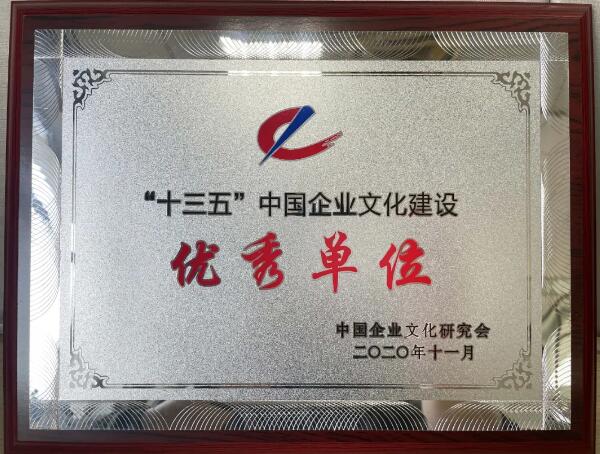 “十三五”中国企业文化建设
优秀单位
中国企业文化研究会
二〇二〇年十一月